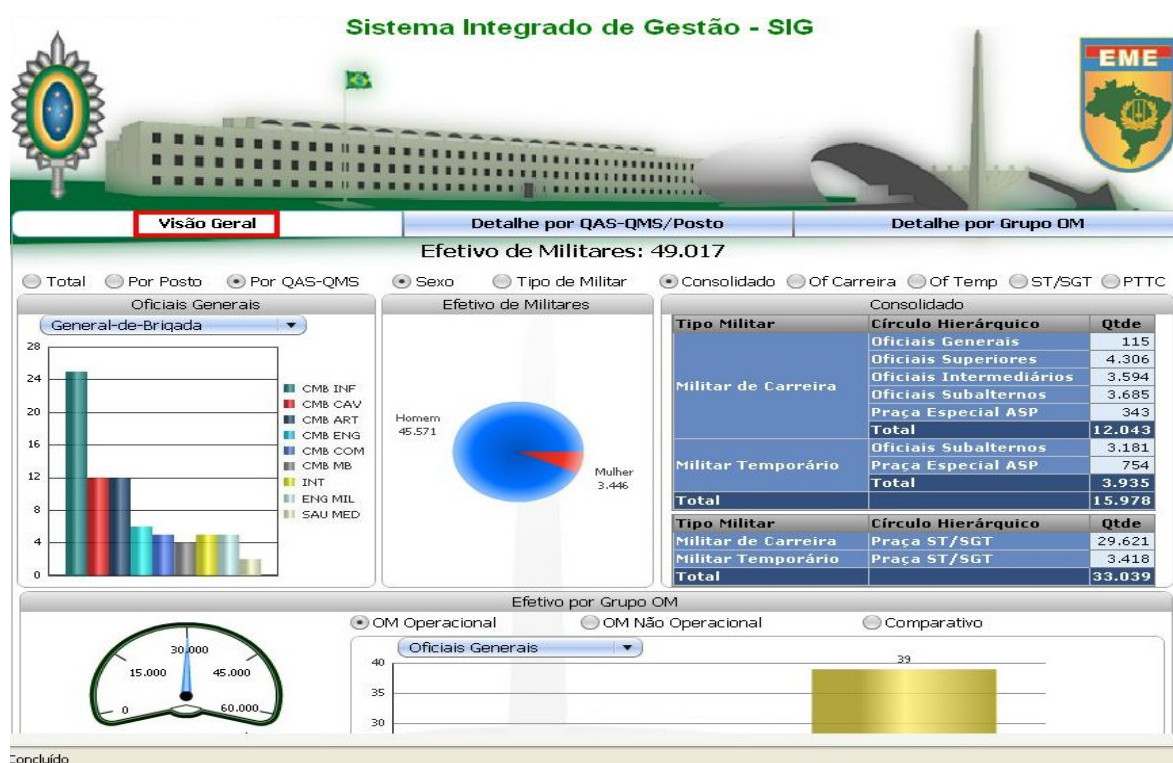 Sistema Integrado de Gestão - SIG
EME
Visão Geral
Detalhe por QAS-QMS/Posto
Detalhe por Grupo OM
Efetivo de Militares: 49.017
Total Por Posto Por QAS-QMS Sexo Tipo de Militar Consolidado Of Carreira Of Temp ST/SGT PTTC
Oficiais Generais
General-de-Brigada
28
24
20
16
12
8
4
0
CMB INF
CMB CAV
CMB ART
CMB ENG
CMB COM
CMB MB
INT
ENG MIL
SAU MED
Efetivo de Militares
Homem
45.571
Mulher
3.446
Consolidado
Tipo Militar Círculo Hierárquico Qtde
Militar de Carreira
Oficiais Generais 115
Oficiais Superiores 4.306
Oficiais Intermediários 3.594
Oficiais Subalternos 3.685
Praça Especial ASP 343
Total 12.043
Militar Temporário
Oficiais Subalternos 3.181
Praça Especial ASP 754
Total 3.935
Total 15.978
Tipo Militar Círculo Hierárquico Qtde
Militar de Carreira Praça ST/SGT 29.621
Militar Temporário Praça ST/SGT 3.418
Total 33.039
Efetivo por Grupo OM
OM Operacional OM Não Operacional Comparativo
0
15.000
30.000
45.000
60.000
Oficiais Generais
40
35
30
39
Concluído